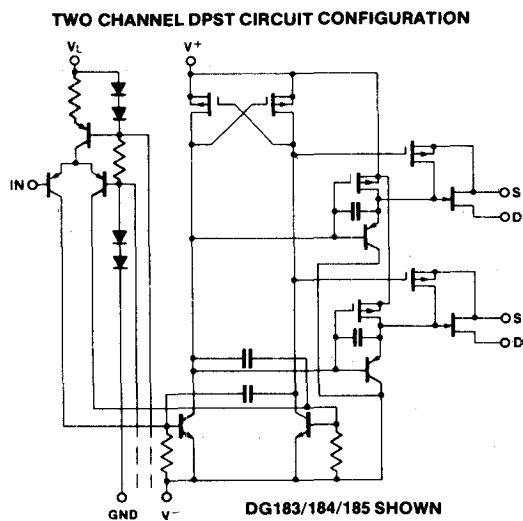 TWO CHANNEL DPST CIRCUIT CONFIGURATION
VL
V+
IN
S
D
S
D
GND
V−
DG183/184/185 SHOWN